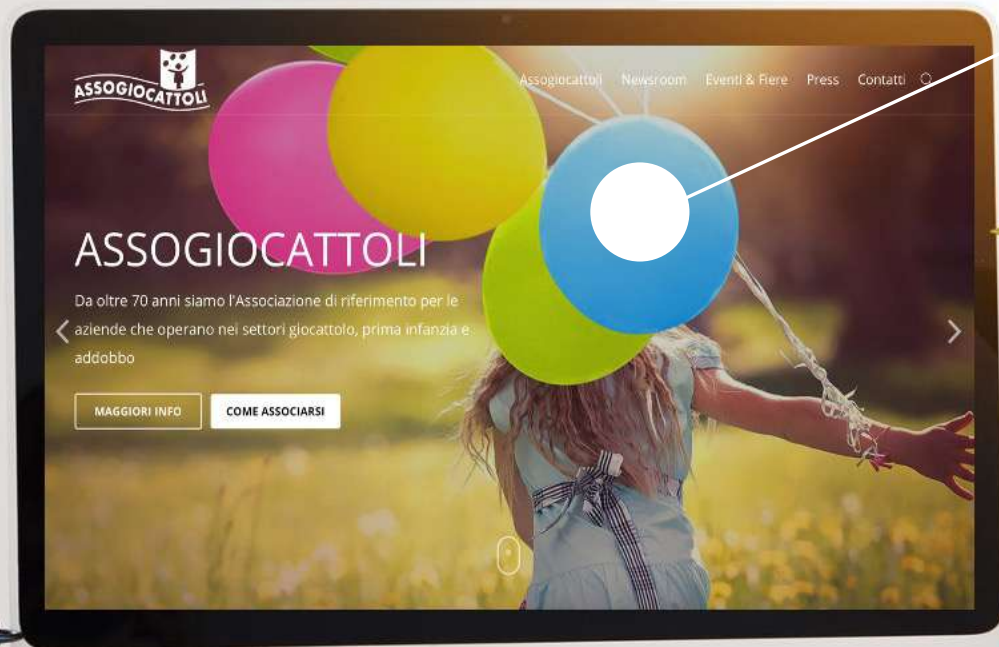 ASSOGIOCATTOLI
Assogiocattoli Newsroom Eventi & Fiere Press Contatti
ASSOGIOCATTOLI
Da oltre 70 anni siamo l'Associazione di riferimento per le
aziende che operano nei settori giocattolo, prima infanzia e
addobbo
MAGGIORI INFO COME ASSOCIARSI